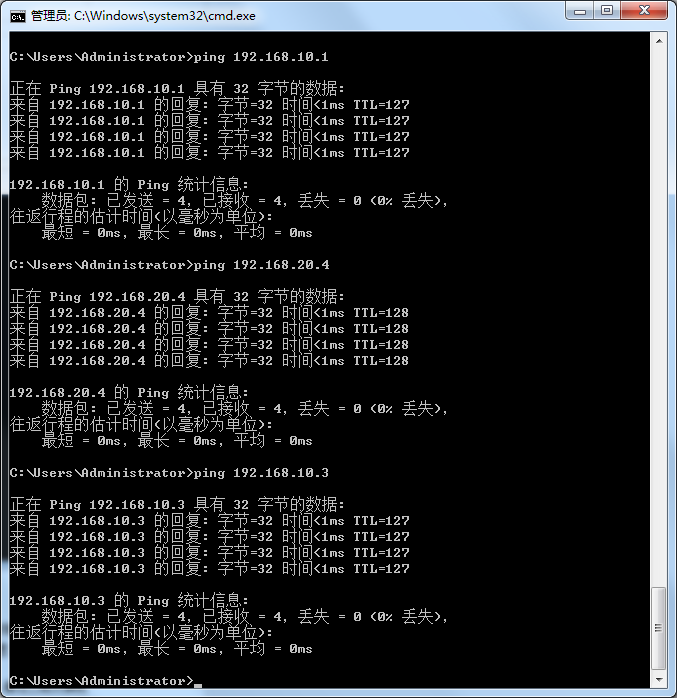 管理员: C:\Windows\system32\cmd.exe
C:\Users\Administrator>ping 192.168.10.1
正在 Ping 192.168.10.1 具有 32 字节的数据:
来自 192.168.10.1 的回复: 字节=32 时间<1ms TTL=127
来自 192.168.10.1 的回复: 字节=32 时间<1ms TTL=127
来自 192.168.10.1 的回复: 字节=32 时间<1ms TTL=127
来自 192.168.10.1 的回复: 字节=32 时间<1ms TTL=127
192.168.10.1 的 Ping 统计信息:
数据包: 已发送 = 4, 已接收 = 4, 丢失 = 0 (0% 丢失),
往返行程的估计时间(以毫秒为单位):
最短 = 0ms, 最长 = 0ms, 平均 = 0ms
C:\Users\Administrator>ping 192.168.20.4
正在 Ping 192.168.20.4 具有 32 字节的数据:
来自 192.168.20.4 的回复: 字节=32 时间<1ms TTL=128
来自 192.168.20.4 的回复: 字节=32 时间<1ms TTL=128
来自 192.168.20.4 的回复: 字节=32 时间<1ms TTL=128
来自 192.168.20.4 的回复: 字节=32 时间<1ms TTL=128
192.168.20.4 的 Ping 统计信息:
数据包: 已发送 = 4, 已接收 = 4, 丢失 = 0 (0% 丢失),
往返行程的估计时间(以毫秒为单位):
最短 = 0ms, 最长 = 0ms, 平均 = 0ms
C:\Users\Administrator>ping 192.168.10.3
正在 Ping 192.168.10.3 具有 32 字节的数据:
来自 192.168.10.3 的回复: 字节=32 时间<1ms TTL=127
来自 192.168.10.3 的回复: 字节=32 时间<1ms TTL=127
来自 192.168.10.3 的回复: 字节=32 时间<1ms TTL=127
来自 192.168.10.3 的回复: 字节=32 时间<1ms TTL=127
192.168.10.3 的 Ping 统计信息:
数据包: 已发送 = 4, 已接收 = 4, 丢失 = 0 (0% 丢失),
往返行程的估计时间(以毫秒为单位):
最短 = 0ms, 最长 = 0ms, 平均 = 0ms
C:\Users\Administrator>_